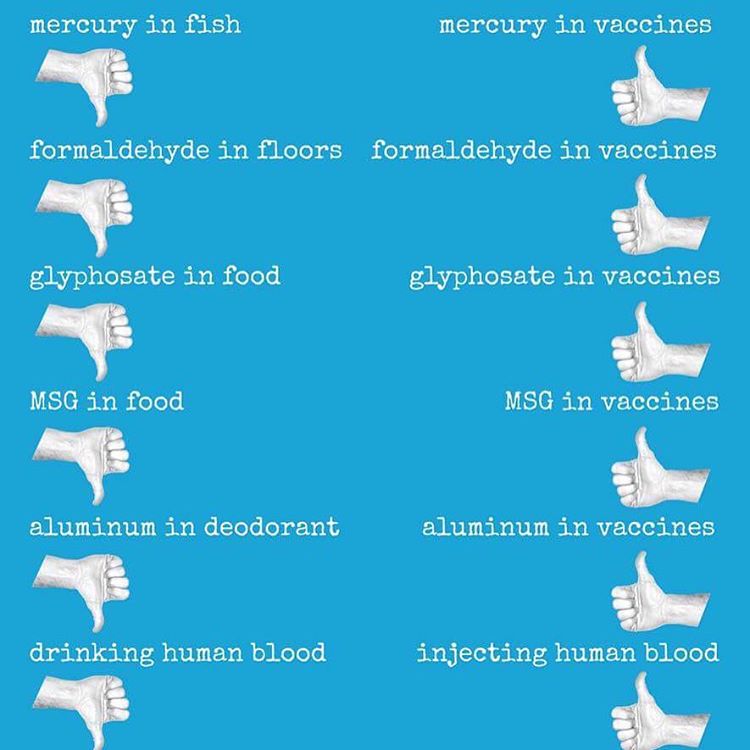 mercury in fish
mercury in vaccines
formaldehyde in floors
formaldehyde in vaccines
glyphosate in food
glyphosate in vaccines
MSG in food
MSG in vaccines
aluminum in deodorant
aluminum in vaccines
drinking human blood
injecting human blood